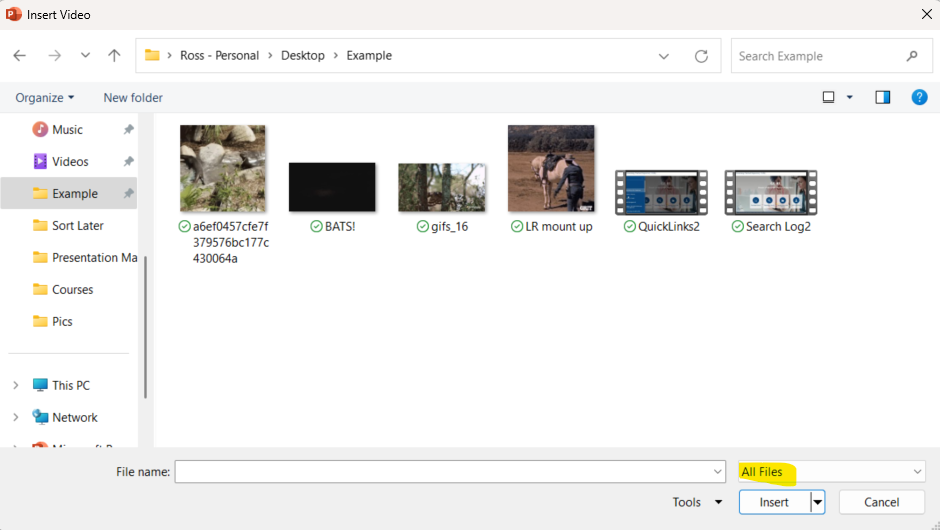 Insert Video
Ross - Personal > Desktop > Example
Search Example
Organize
New folder
Music
Videos
Example
Sort Later
Presentation Ma
Courses
Pics
This PC
Network
a6ef0457cfe7f
379576bc177c
430064a
BATS!
gifs_16
LR mount up
QuickLinks2
Search Log2
File name:
All Files
Tools
Insert
Cancel